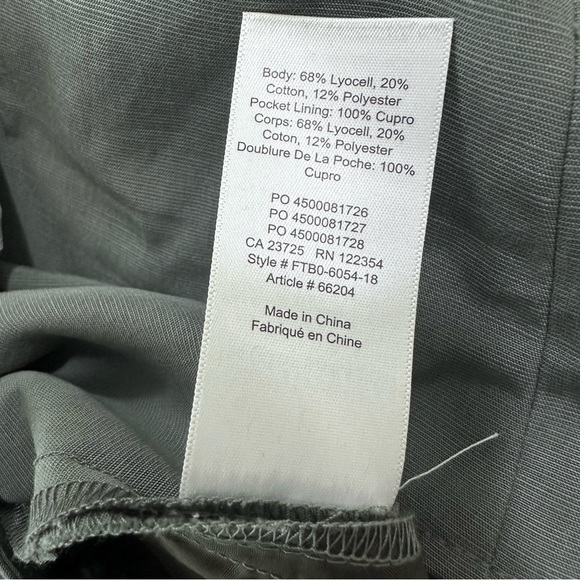 Body: 68% Lyocell, 20%
Cotton, 12% Polyester
Pocket Lining: 100% Cupro
Corps: 68% Lyocell, 20%
Coton, 12% Polyester
Doublure De La Poche: 100%
Cupro
PO 4500081726
PO 4500081727
PO 4500081728
CA 23725 RN 122354
Style # FTB0-6054-18
Article # 66204
Made in China
Fabriqué en Chine